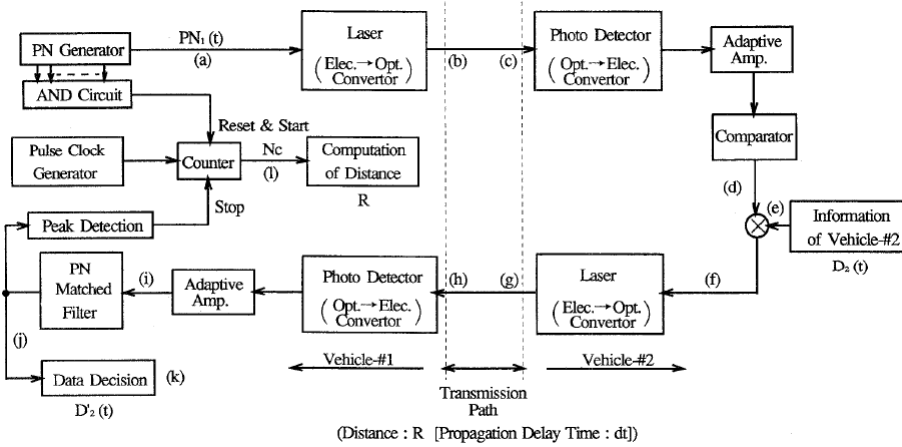 PN Generator
PN₁(t)
(a)
Laser
(Elec.→Opt.
Convertor)
(b)
(c)
Photo Detector
(Opt.→Elec.
Convertor)
Adaptive
Amp.
AND Circuit
Reset & Start
Comparator
Pulse Clock
Generator
Counter
Nc
(l)
Computation
of Distance
R
Stop
(d)
(e)
Information
of Vehicle-#2
D₂(t)
Peak Detection
PN
Matched
Filter
(i)
Adaptive
Amp.
Photo Detector
(Opt.→Elec.
Convertor)
(h)
(g)
Laser
(Elec.→Opt.
Convertor)
(f)
(j)
Data Decision
(k)
D'₂(t)
Vehicle-#1
Transmission
Path
Vehicle-#2
(Distance : R [Propagation Delay Time : dt])